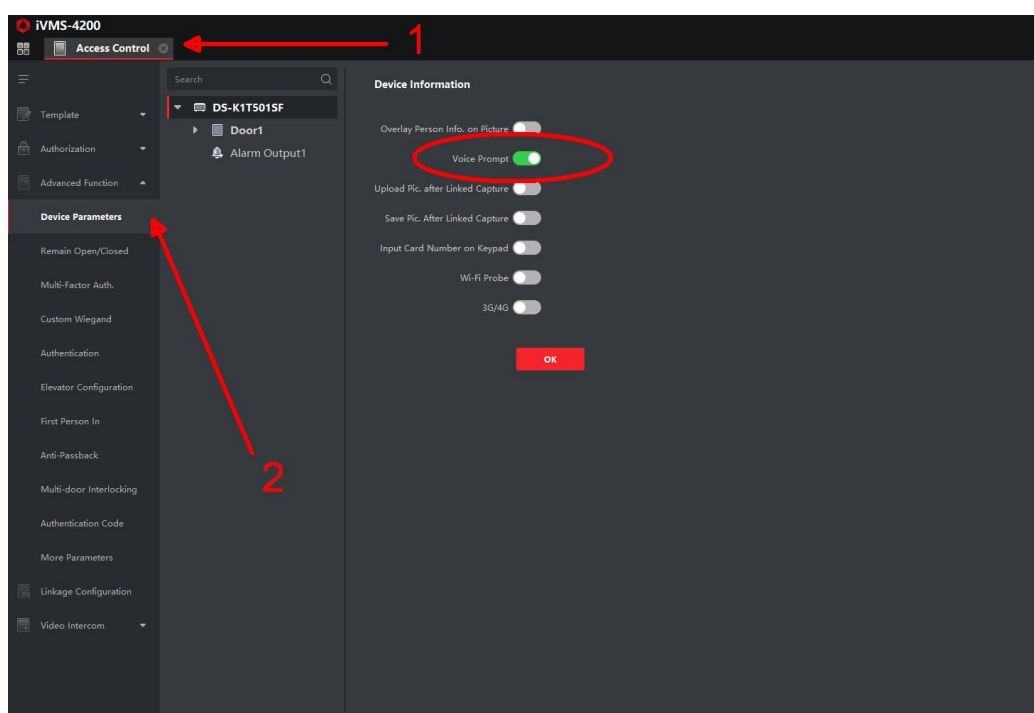 iVMS-4200
Access Control
1
Search
Device Information
Template
DS-K1T501SF
Door1
Overlay Person Info. on Picture
Authorization
Alarm Output1
Voice Prompt
Advanced Function
Upload Pic. after Linked Capture
Device Parameters
Save Pic. After Linked Capture
Remain Open/Closed
Input Card Number on Keypad
Multi-Factor Auth.
Wi-Fi Probe
Custom Wiegand
3G/4G
Authentication
OK
Elevator Configuration
First Person In
Anti-Passback
2
Multi-door Interlocking
Authentication Code
More Parameters
Linkage Configuration
Video Intercom